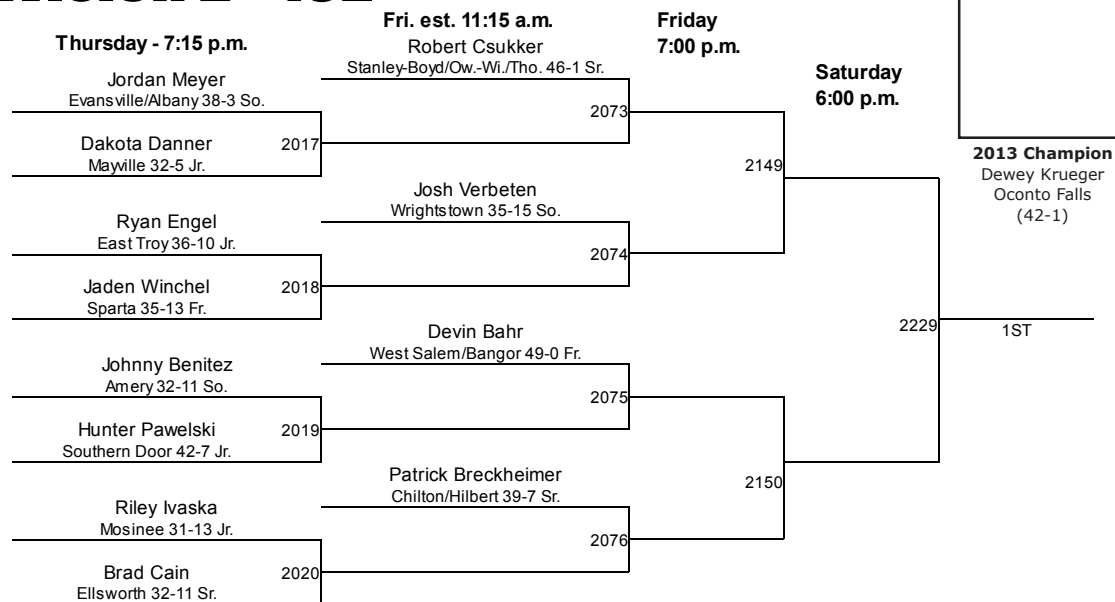 Thursday - 7:15 p.m.
Fri. est. 11:15 a.m.
Friday
7:00 p.m.
Saturday
6:00 p.m.
Jordan Meyer
Evansville/Albany 38-3 So.
Dakota Danner
Mayville 32-5 Jr.
2017
Ryan Engel
East Troy 36-10 Jr.
Jaden Winchel
Sparta 35-13 Fr.
2018
Johnny Benitez
Amery 32-11 So.
Hunter Pawelski
Southern Door 42-7 Jr.
2019
Riley Ivaska
Mosinee 31-13 Jr.
Brad Cain
Ellsworth 32-11 Sr.
2020
Robert Csukker
Stanley-Boyd/Ow.-Wi./Tho. 46-1 Sr.
2073
Josh Verbeten
Wrightstown 35-15 So.
2074
Devin Bahr
West Salem/Bangor 49-0 Fr.
2075
Patrick Breckheimer
Chilton/Hilbert 39-7 Sr.
2076
2149
2150
2229
1ST
2013 Champion
Dewey Krueger
Oconto Falls
(42-1)